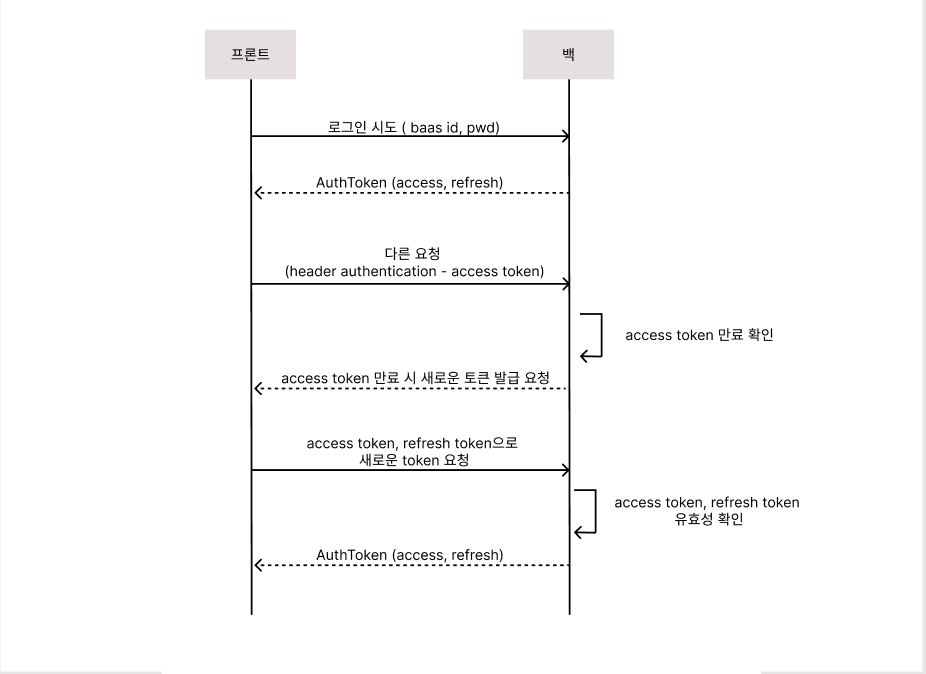 프론트
백
로그인 시도 ( baas id, pwd)
AuthToken (access, refresh)
다른 요청
(header authentication - access token)
access token 만료 확인
access token 만료 시 새로운 토큰 발급 요청
access token, refresh token으로
새로운 token 요청
access token, refresh token
유효성 확인
AuthToken (access, refresh)